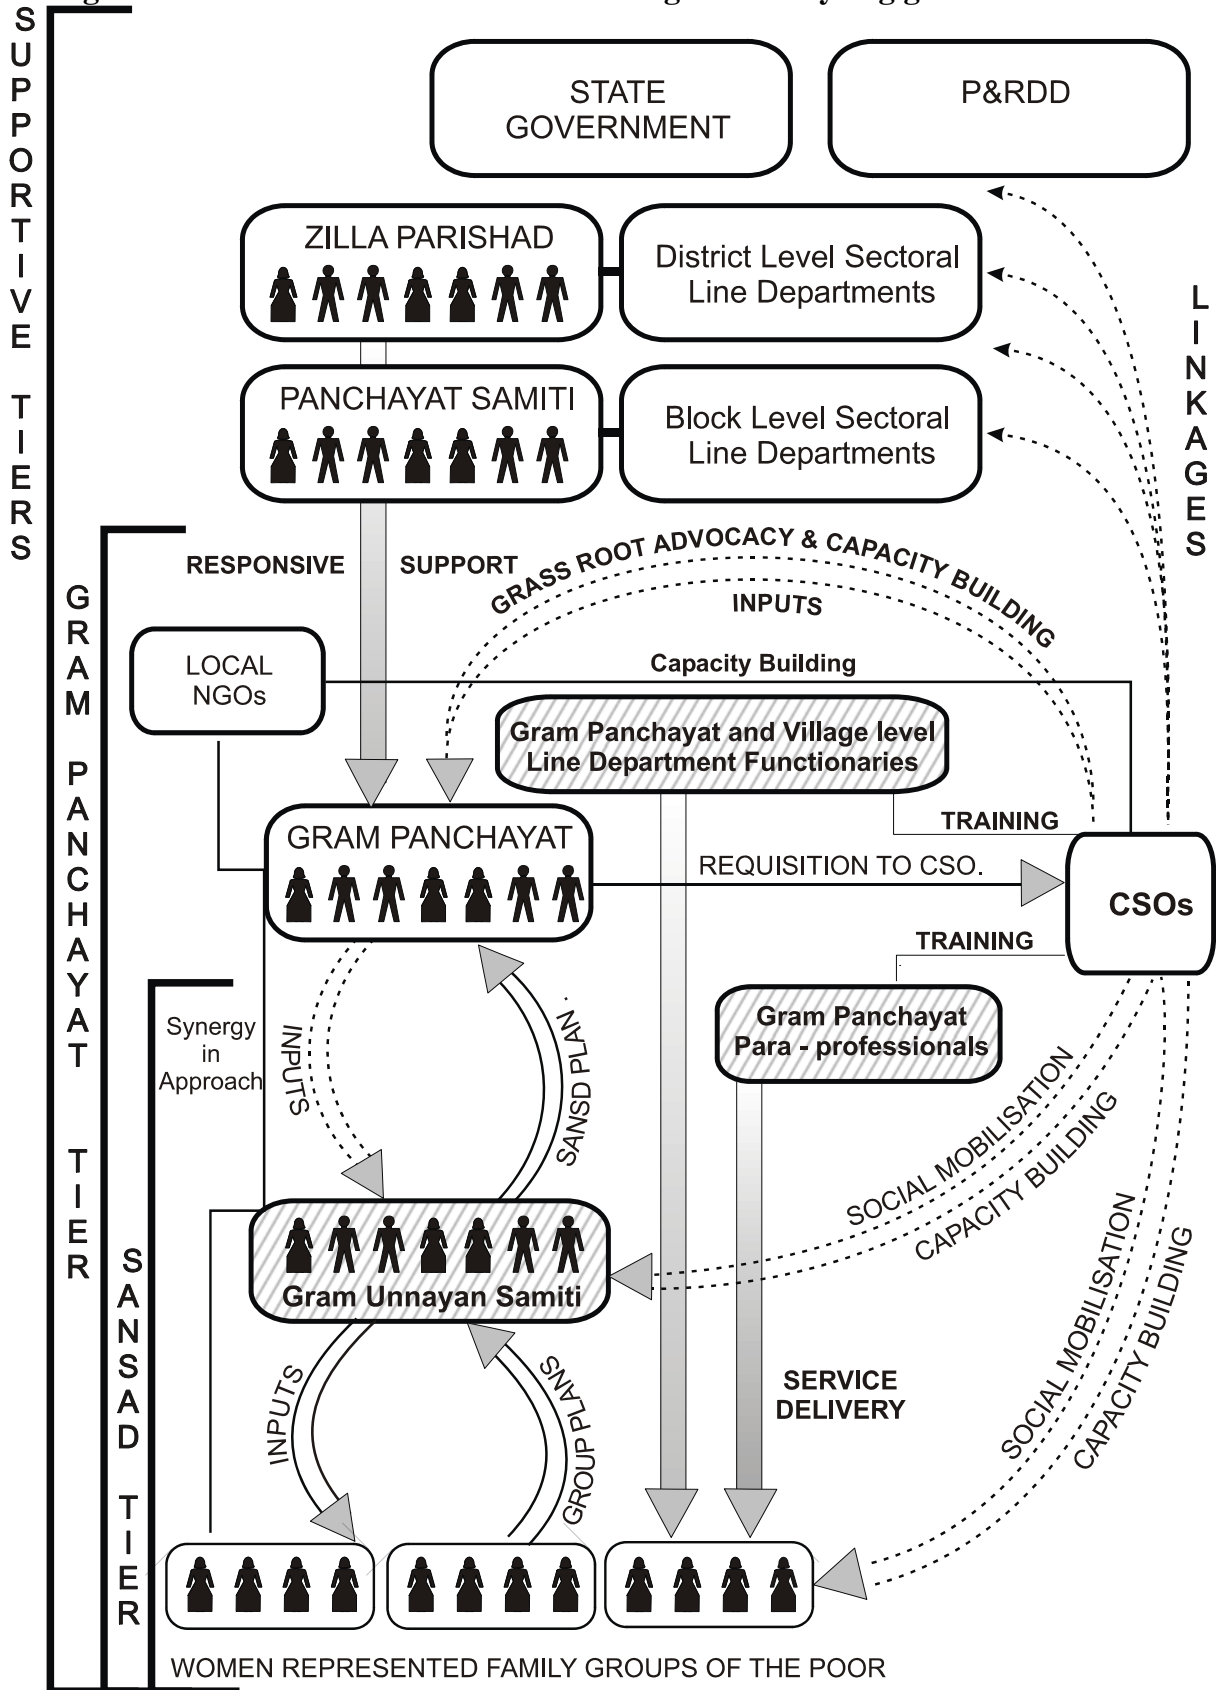 SUPPORTIVE TIERS
STATE
GOVERNMENT
P&RDD
ZILLA PARISHAD
District Level Sectoral
Line Departments
PANCHAYAT SAMITI
Block Level Sectoral
Line Departments
LINKAGES
GRAM PANCHAYAT TIER
RESPONSIVE
SUPPORT
GRASS ROOT ADVOCACY & CAPACITY BUILDING
INPUTS
LOCAL
NGOs
Capacity Building
Gram Panchayat and Village level
Line Department Functionaries
TRAINING
GRAM PANCHAYAT
REQUISITION TO CSO.
CSOs
TRAINING
Gram Panchayat
Para - professionals
SANSAD TIER
Synergy
in
Approach
INPUTS
SANSD PLAN .
SOCIAL MOBILISATION
CAPACITY BUILDING
Gram Unnayan Samiti
SOCIAL MOBILISATION
CAPACITY BUILDING
INPUTS
GROUP PLANS
SERVICE
DELIVERY
WOMEN REPRESENTED FAMILY GROUPS OF THE POOR